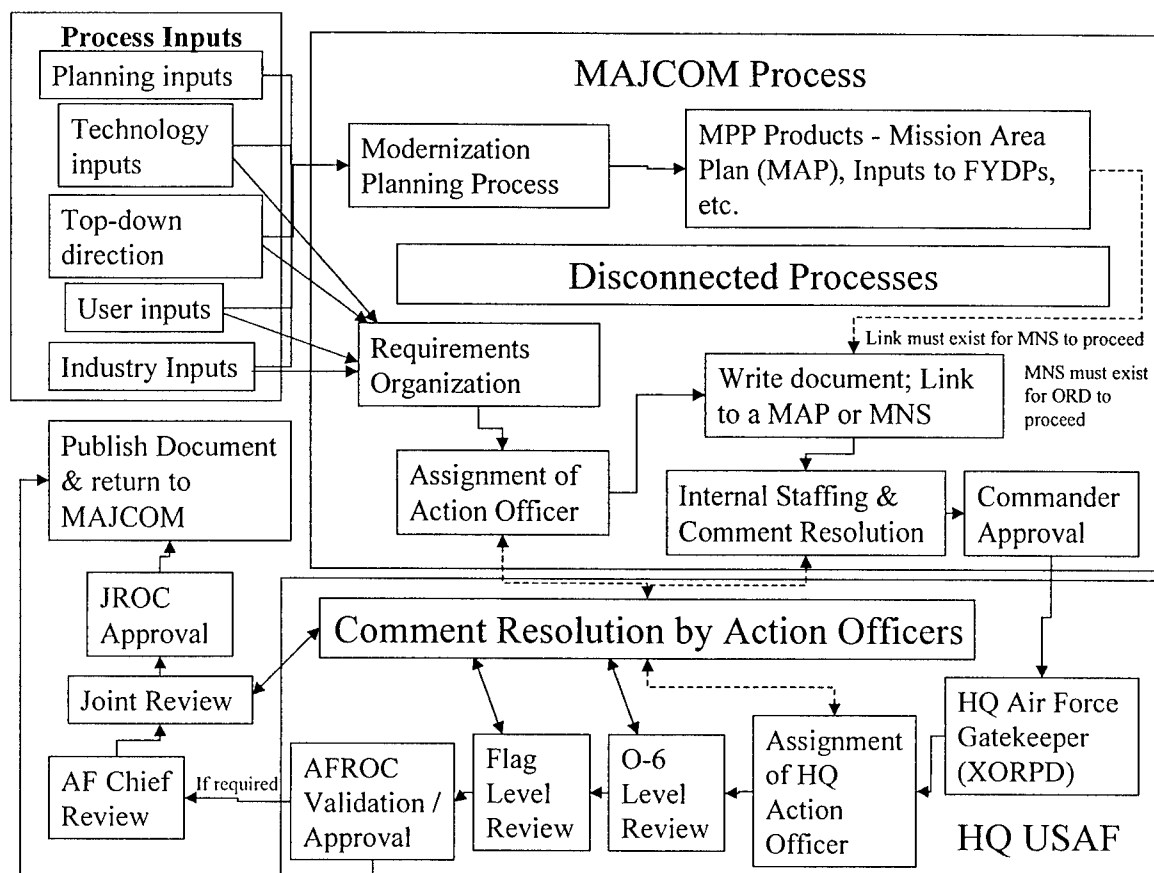 Process Inputs
Planning inputs
Technology
inputs
Top-down
direction
User inputs
Industry Inputs
MAJCOM Process
Modernization
Planning Process
MPP Products - Mission Area
Plan (MAP), Inputs to FYDPs,
etc.
Disconnected Processes
Requirements
Organization
Link must exist for MNS to proceed
Write document; Link
to a MAP or MNS
MNS must exist
for ORD to
proceed
Assignment of
Action Officer
Internal Staffing &
Comment Resolution
Commander
Approval
Publish Document
& return to
MAJCOM
JROC
Approval
Joint Review
AF Chief
Review
If required
Comment Resolution by Action Officers
AFROC
Validation /
Approval
Flag
Level
Review
O-6
Level
Review
Assignment
of HQ
Action
Officer
HQ Air Force
Gatekeeper
(XORPD)
HQ USAF